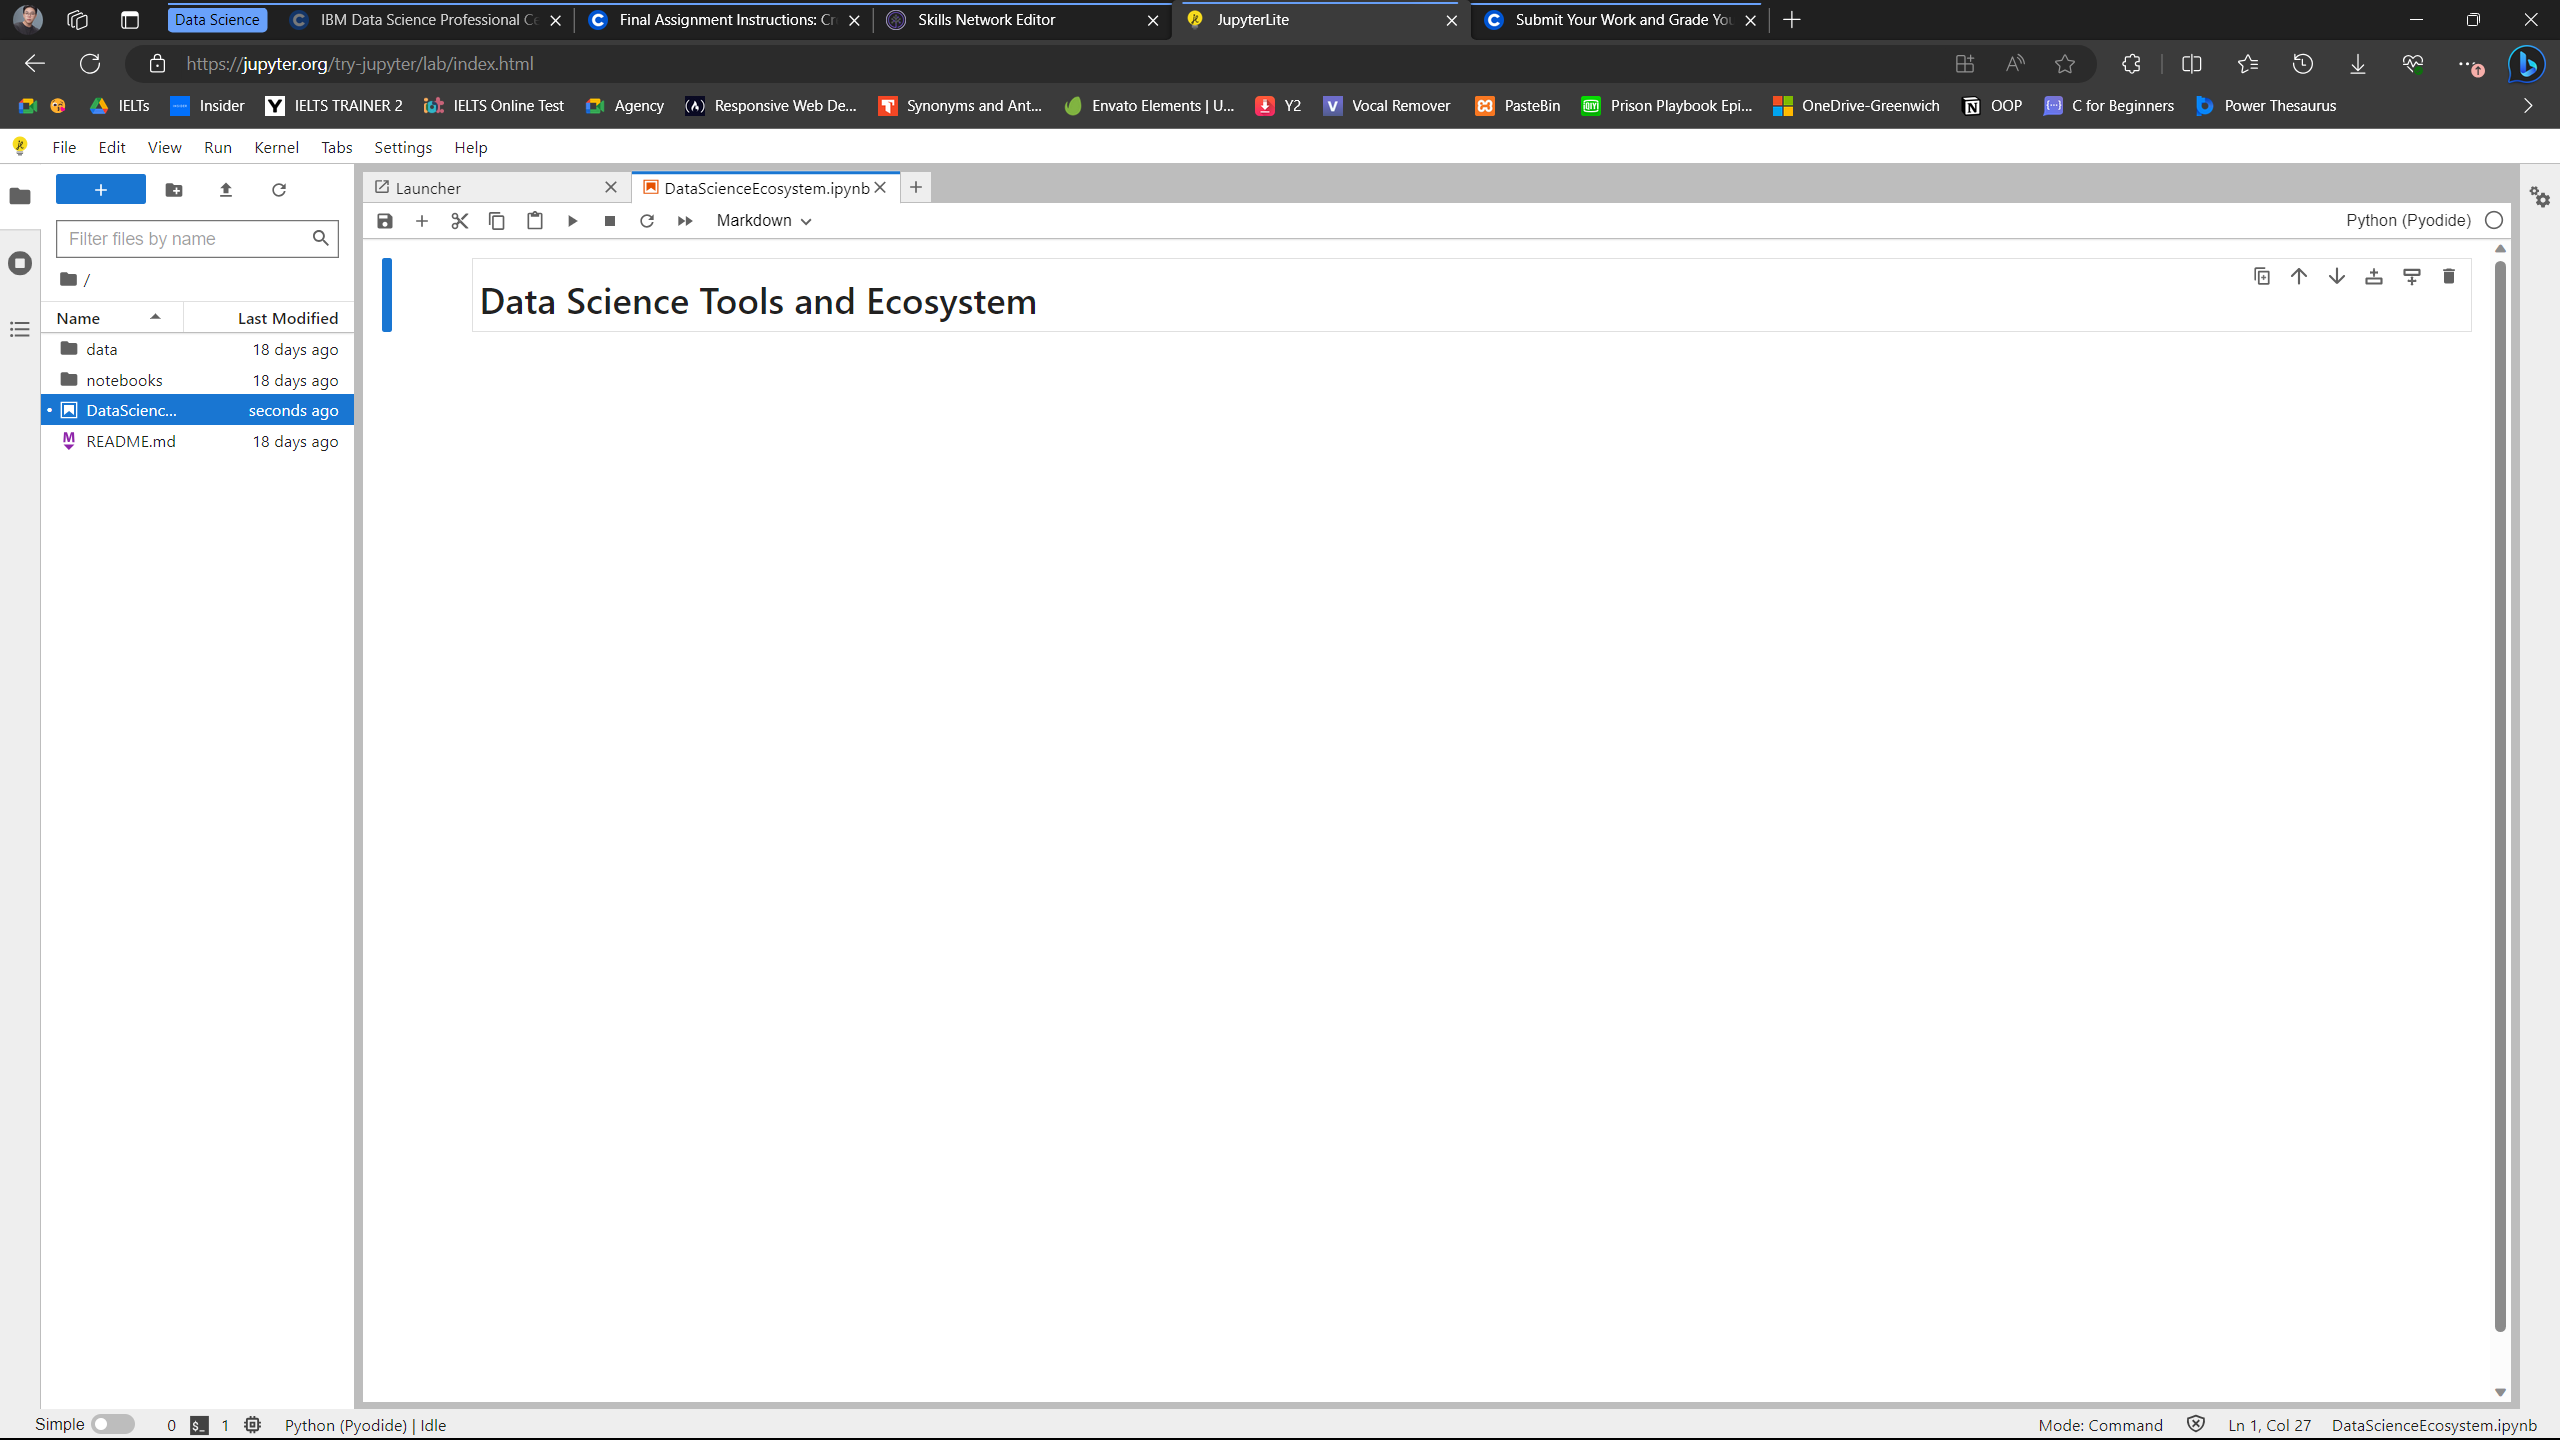 Data Science
IBM Data Science Professional Ce
Final Assignment Instructions: Cr
Skills Network Editor
JupyterLite
Submit Your Work and Grade You
https://jupyter.org/try-jupyter/lab/index.html
IELTs
Insider
IELTS TRAINER 2
IELTS Online Test
Agency
Responsive Web De...
Synonyms and Ant...
Envato Elements | U...
Y2
Vocal Remover
PasteBin
Prison Playbook Epi...
OneDrive-Greenwich
OOP
C for Beginners
Power Thesaurus
File Edit View Run Kernel Tabs Settings Help
Launcher
DataScienceEcosystem.ipynb
Markdown
Python (Pyodide)
Filter files by name
/
Name Last Modified
data 18 days ago
notebooks 18 days ago
DataScienc... seconds ago
README.md 18 days ago
Data Science Tools and Ecosystem
Simple 0 1 Python (Pyodide) | Idle
Mode: Command Ln 1, Col 27 DataScienceEcosystem.ipynb